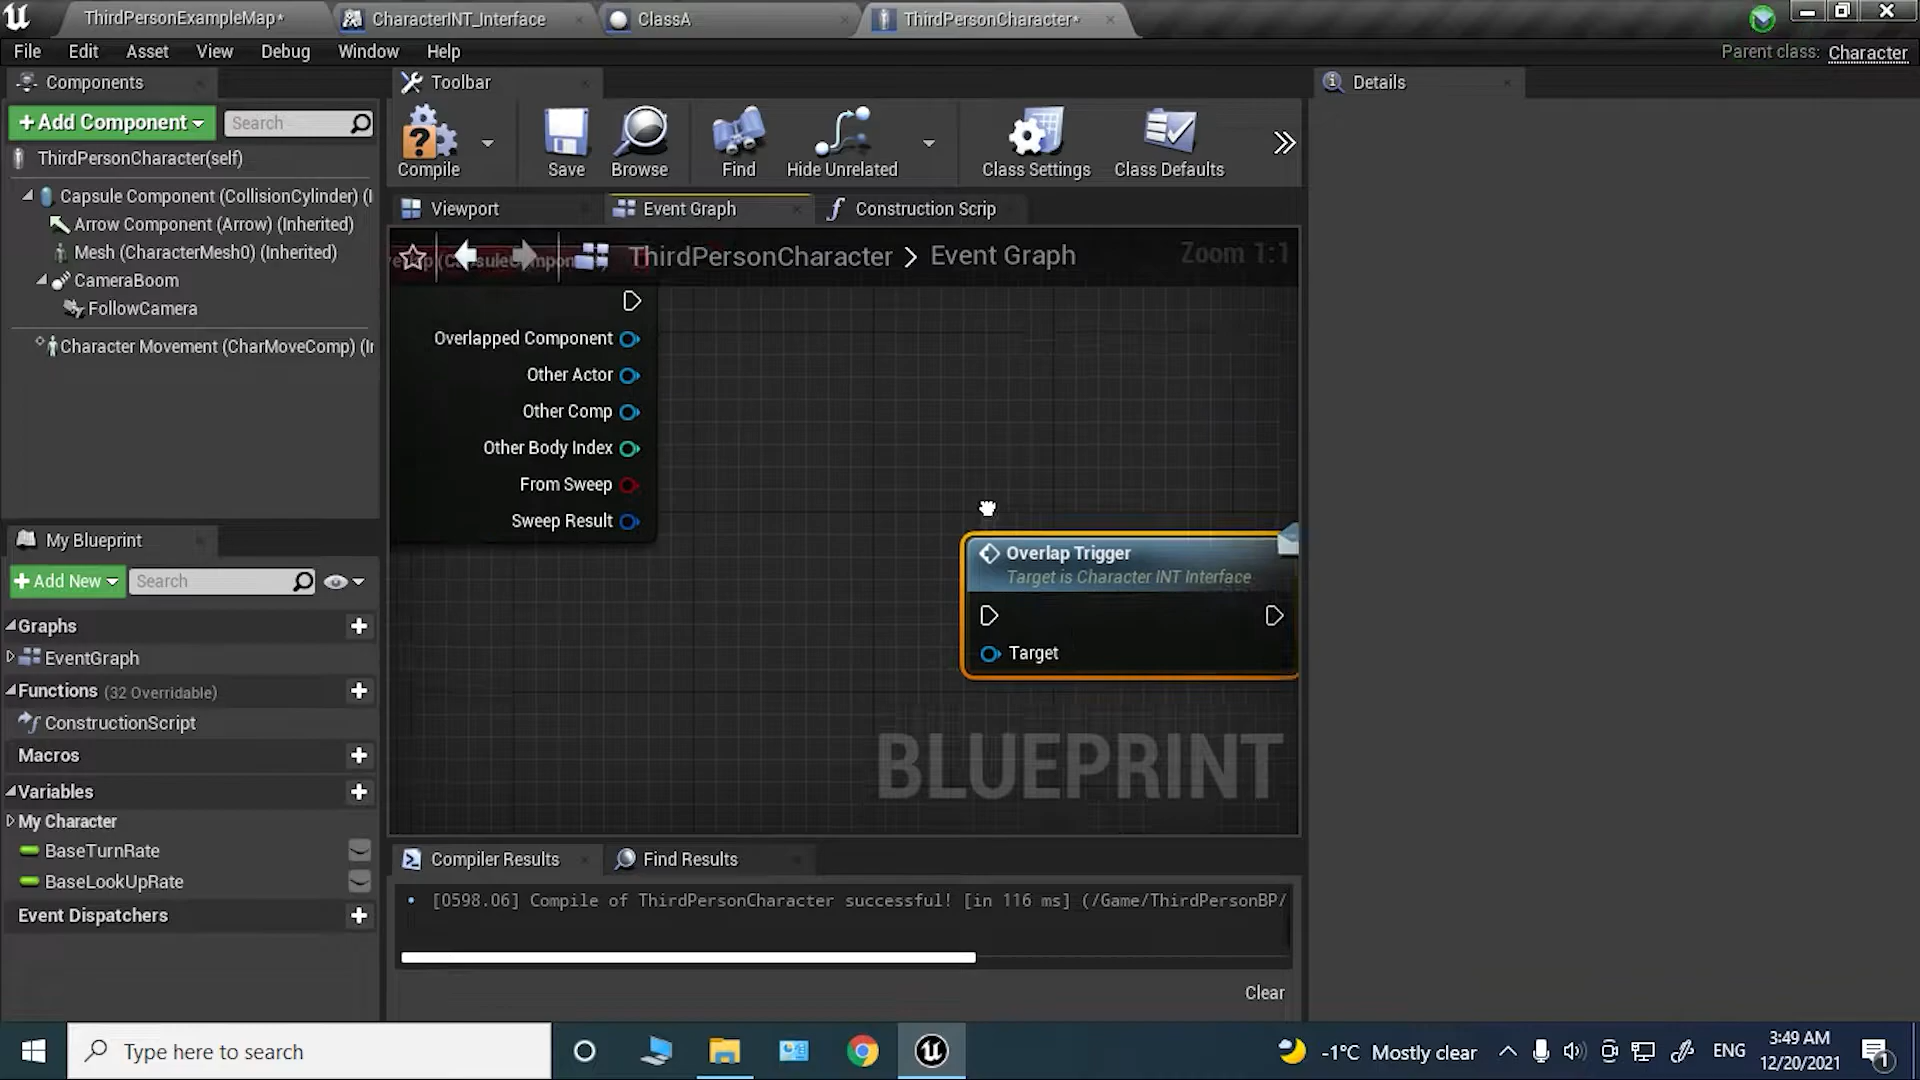 ThirdPersonExampleMap*
CharacterINT_Interface
ClassA
ThirdPersonCharacter*
File Edit Asset View Debug Window Help
Parent class: Character
Components
Toolbar
Details
+Add Component
Search
ThirdPersonCharacter(self)
Capsule Component (CollisionCylinder) (I
Arrow Component (Arrow) (Inherited)
Mesh (CharacterMesh0) (Inherited)
CameraBoom
FollowCamera
Character Movement (CharMoveComp) (Ir
Compile
Save
Browse
Find
Hide Unrelated
Class Settings
Class Defaults
Viewport
Event Graph
Construction Scrip
ThirdPersonCharacter > Event Graph
Zoom 1:1
Overlapped Component
Other Actor
Other Comp
Other Body Index
From Sweep
Sweep Result
Overlap Trigger
Target is Character INT Interface
Target
BLUEPRINT
My Blueprint
+Add New
Search
Graphs
EventGraph
Functions (32 Overridable)
ConstructionScript
Macros
Variables
My Character
BaseTurnRate
BaseLookUpRate
Event Dispatchers
Compiler Results
Find Results
[0598.06] Compile of ThirdPersonCharacter successful! [in 116 ms] (/Game/ThirdPersonBP/
Clear
Type here to search
-1°C Mostly clear
ENG
3:49 AM
12/20/2021
1